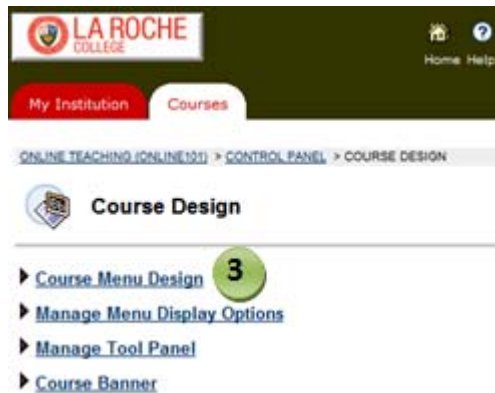 LA ROCHE
COLLEGE
Home Help
My Institution Courses
ONLINE TEACHING (ONLINE101) > CONTROL PANEL > COURSE DESIGN
Course Design
Course Menu Design 3
Manage Menu Display Options
Manage Tool Panel
Course Banner